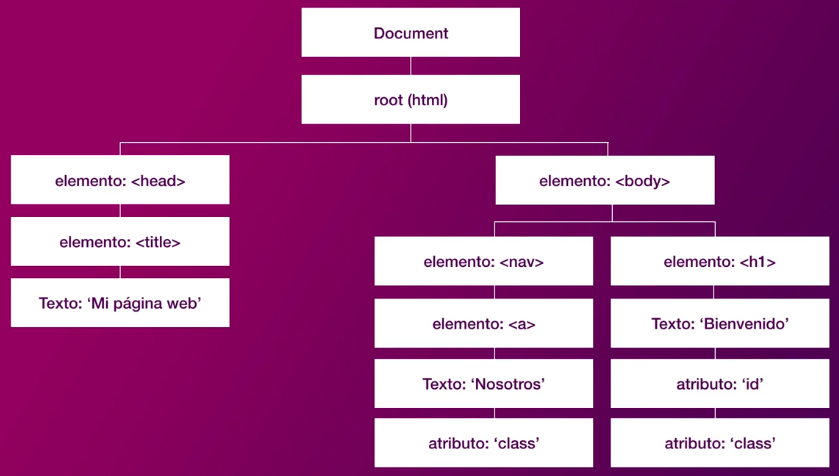 Document
root (html)
elemento: <head>
elemento: <body>
elemento: <title>
Texto: ‘Mi página web’
elemento: <nav>
elemento: <h1>
elemento: <a>
Texto: ‘Bienvenido’
Texto: ‘Nosotros’
atributo: ‘id’
atributo: ‘class’
atributo: ‘class’